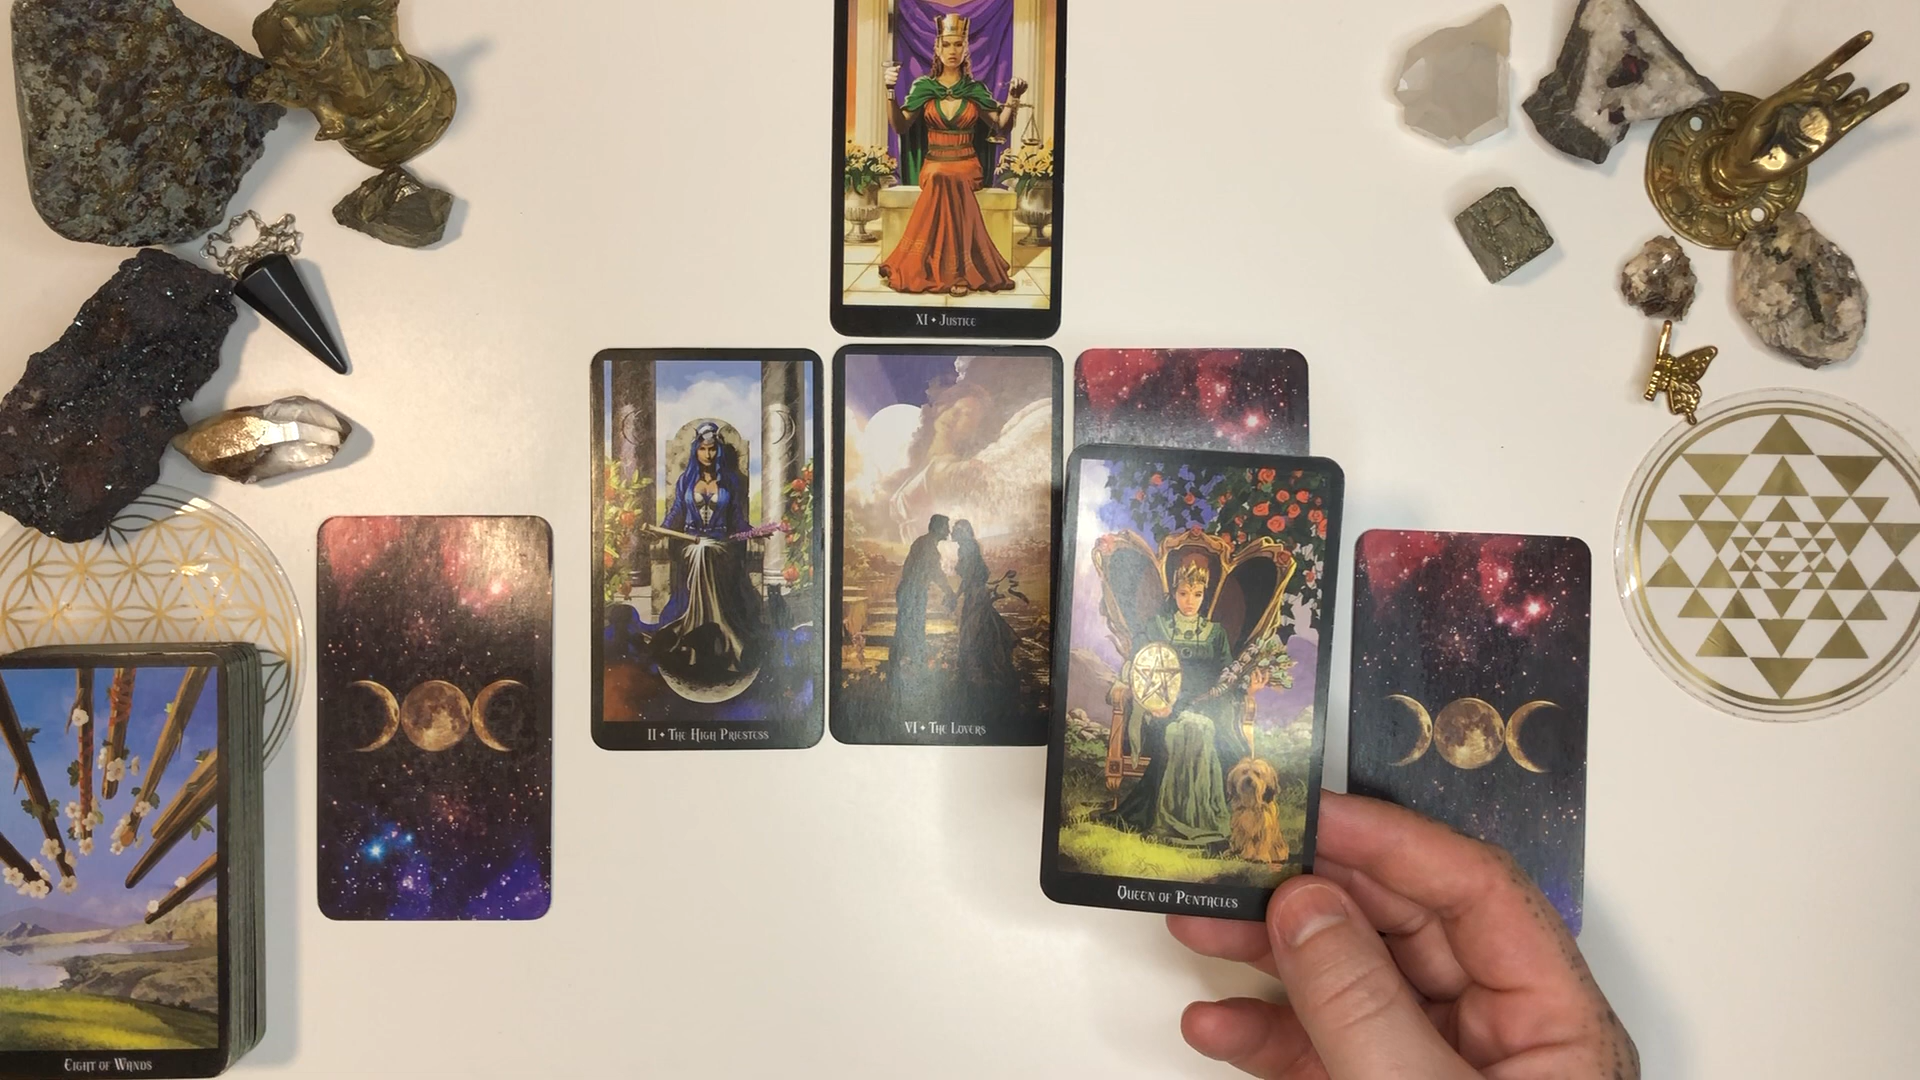 XI • JUSTICE
II • THE HIGH PRIESTESS
VI • THE LOVERS
QUEEN OF PENTACLES
EIGHT OF WANDS